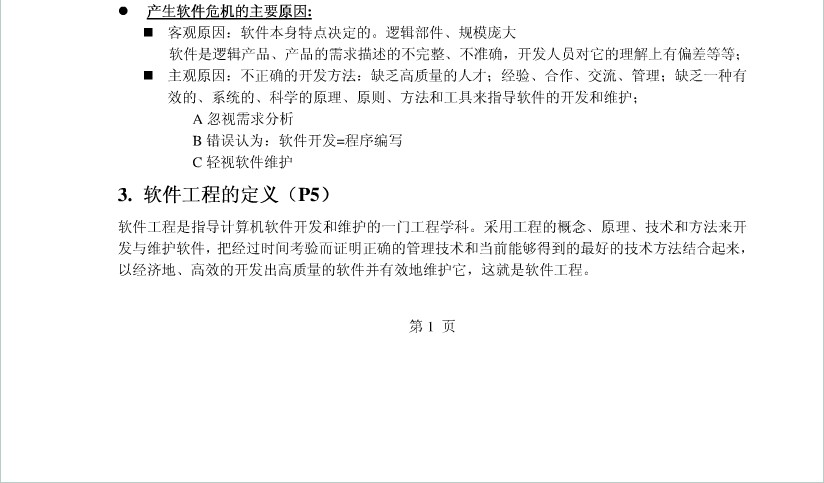 ● 产生软件危机的主要原因:
■ 客观原因：软件本身特点决定的。逻辑部件、规模庞大
软件是逻辑产品、产品的需求描述的不完整、不准确，开发人员对它的理解上有偏差等等；
■ 主观原因：不正确的开发方法：缺乏高质量的人才；经验、合作、交流、管理；缺乏一种有
效的、系统的、科学的原理、原则、方法和工具来指导软件的开发和维护；
A 忽视需求分析
B 错误认为：软件开发=程序编写
C 轻视软件维护
3. 软件工程的定义（P5）
软件工程是指导计算机软件开发和维护的一门工程学科。采用工程的概念、原理、技术和方法来开
发与维护软件，把经过时间考验而证明正确的管理技术和当前能够得到的最好的技术方法结合起来，
以经济地、高效的开发出高质量的软件并有效地维护它，这就是软件工程。
第 1 页